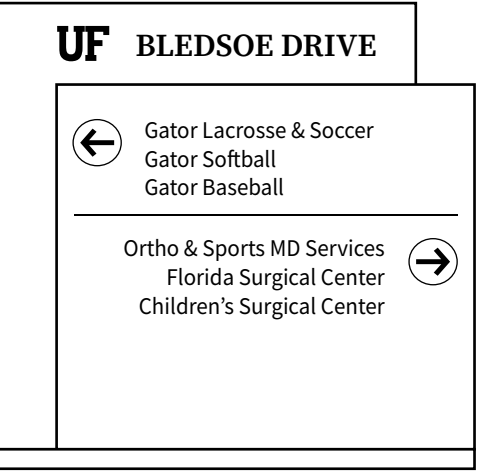 UF BLEDSOE DRIVE
Gator Lacrosse & Soccer
Gator Softball
Gator Baseball
Ortho & Sports MD Services
Florida Surgical Center
Children’s Surgical Center